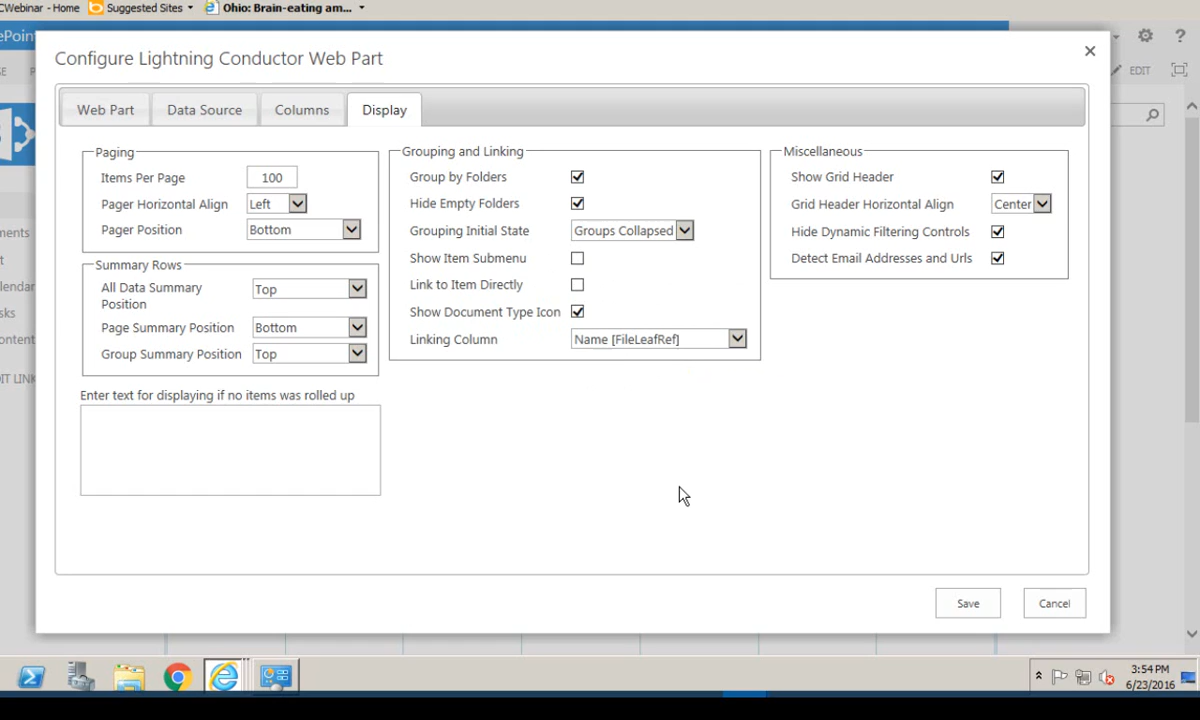 CWebinar - Home
Suggested Sites
Ohio: Brain-eating am...
ePoint
EDIT
Configure Lightning Conductor Web Part
Web Part
Data Source
Columns
Display
Paging
Items Per Page
100
Pager Horizontal Align
Left
Pager Position
Bottom
Summary Rows
All Data Summary
Position
Top
Page Summary Position
Bottom
Group Summary Position
Top
Enter text for displaying if no items was rolled up
Grouping and Linking
Group by Folders
Hide Empty Folders
Grouping Initial State
Groups Collapsed
Show Item Submenu
Link to Item Directly
Show Document Type Icon
Linking Column
Name [FileLeafRef]
Miscellaneous
Show Grid Header
Grid Header Horizontal Align
Center
Hide Dynamic Filtering Controls
Detect Email Addresses and Urls
Save
Cancel
3:54 PM
6/23/2016